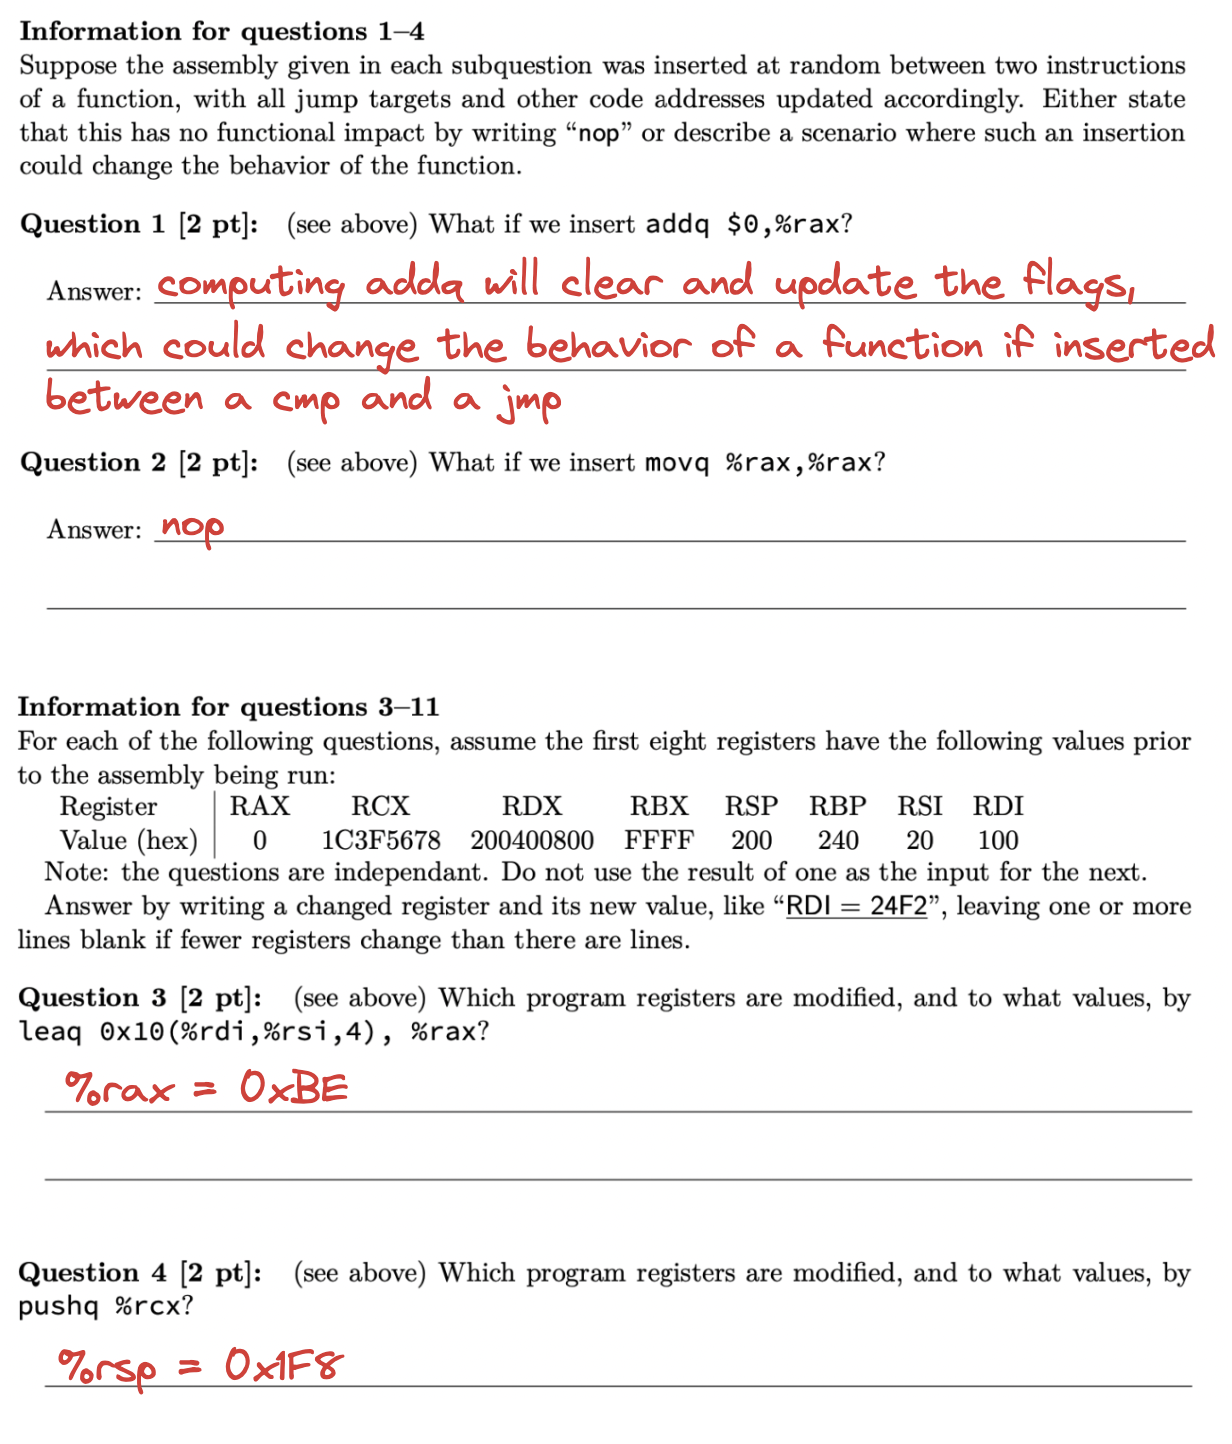 Information for questions 1–4
Suppose the assembly given in each subquestion was inserted at random between two instructions
of a function, with all jump targets and other code addresses updated accordingly. Either state
that this has no functional impact by writing “nop” or describe a scenario where such an insertion
could change the behavior of the function.
Question 1 [2 pt]: (see above) What if we insert addq $0,%rax?
Answer: computing addq will clear and update the flags,
which could change the behavior of a function if inserted
between a cmp and a jmp
Question 2 [2 pt]: (see above) What if we insert movq %rax,%rax?
Answer: nop
Information for questions 3–11
For each of the following questions, assume the first eight registers have the following values prior
to the assembly being run:
Register RAX RCX RDX RBX RSP RBP RSI RDI
Value (hex) 0 1C3F5678 200400800 FFFF 200 240 20 100
Note: the questions are independant. Do not use the result of one as the input for the next.
Answer by writing a changed register and its new value, like “RDI = 24F2”, leaving one or more
lines blank if fewer registers change than there are lines.
Question 3 [2 pt]: (see above) Which program registers are modified, and to what values, by
leaq 0x10(%rdi,%rsi,4), %rax?
%rax = 0xBE
Question 4 [2 pt]: (see above) Which program registers are modified, and to what values, by
pushq %rcx?
%rsp = 0x1F8